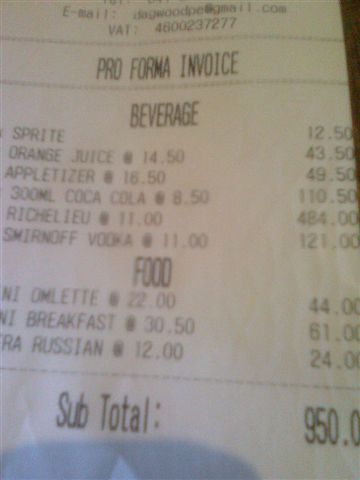 E-mail: dagwoodpe@gmail.com
VAT: 4600237277
PRO FORMA INVOICE
BEVERAGE
SPRITE 12.50
ORANGE JUICE @ 14.50 43.50
APPLETIZER @ 16.50 49.50
300ML COCA COLA @ 8.50 110.50
RICHELIEU @ 11.00 484.00
SMIRNOFF VODKA @ 11.00 121.00
FOOD
NI OMLETTE @ 22.00 44.00
NI BREAKFAST @ 30.50 61.00
RA RUSSIAN @ 12.00 24.00
Sub Total: 950.0